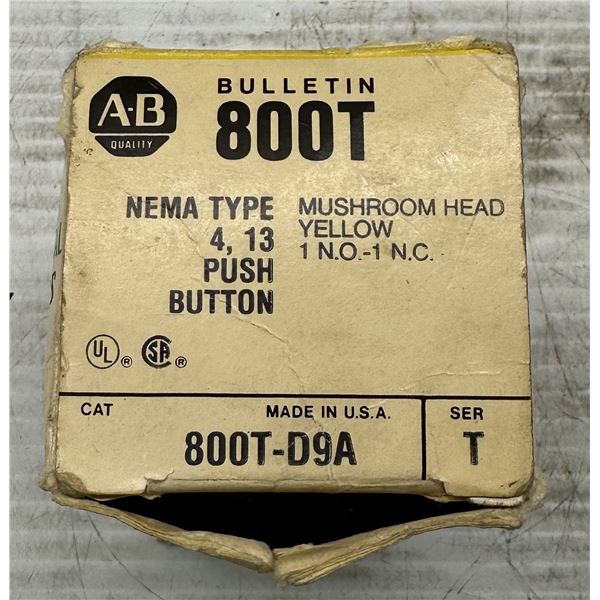 A-B
QUALITY
BULLETIN
800T
NEMA TYPE
4, 13
PUSH
BUTTON
MUSHROOM HEAD
YELLOW
1 N.O.-1 N.C.
UL ®
SA ®
CAT
MADE IN U.S.A.
SER
800T-D9A
T